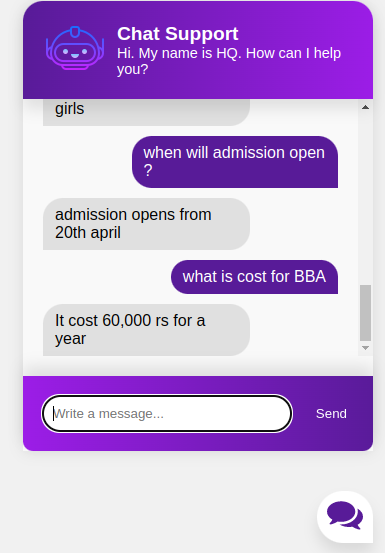 Chat Support
Hi. My name is HQ. How can I help
you?
girls
when will admission open
?
admission opens from
20th april
what is cost for BBA
It cost 60,000 rs for a
year
Write a message...
Send